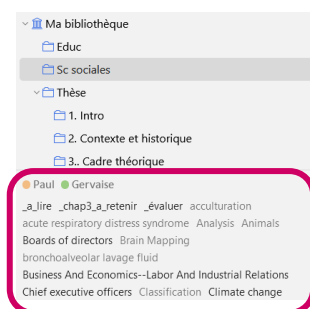 Ma bibliothèque
Educ
Sc sociales
Thèse
1. Intro
2. Contexte et historique
3.. Cadre théorique
Paul Gervaise
_a_lire _chap3_a_retenir _évaluer acculturation
acute respiratory distress syndrome Analysis Animals
Boards of directors Brain Mapping
bronchoalveolar lavage fluid
Business And Economics--Labor And Industrial Relations
Chief executive officers Classification Climate change